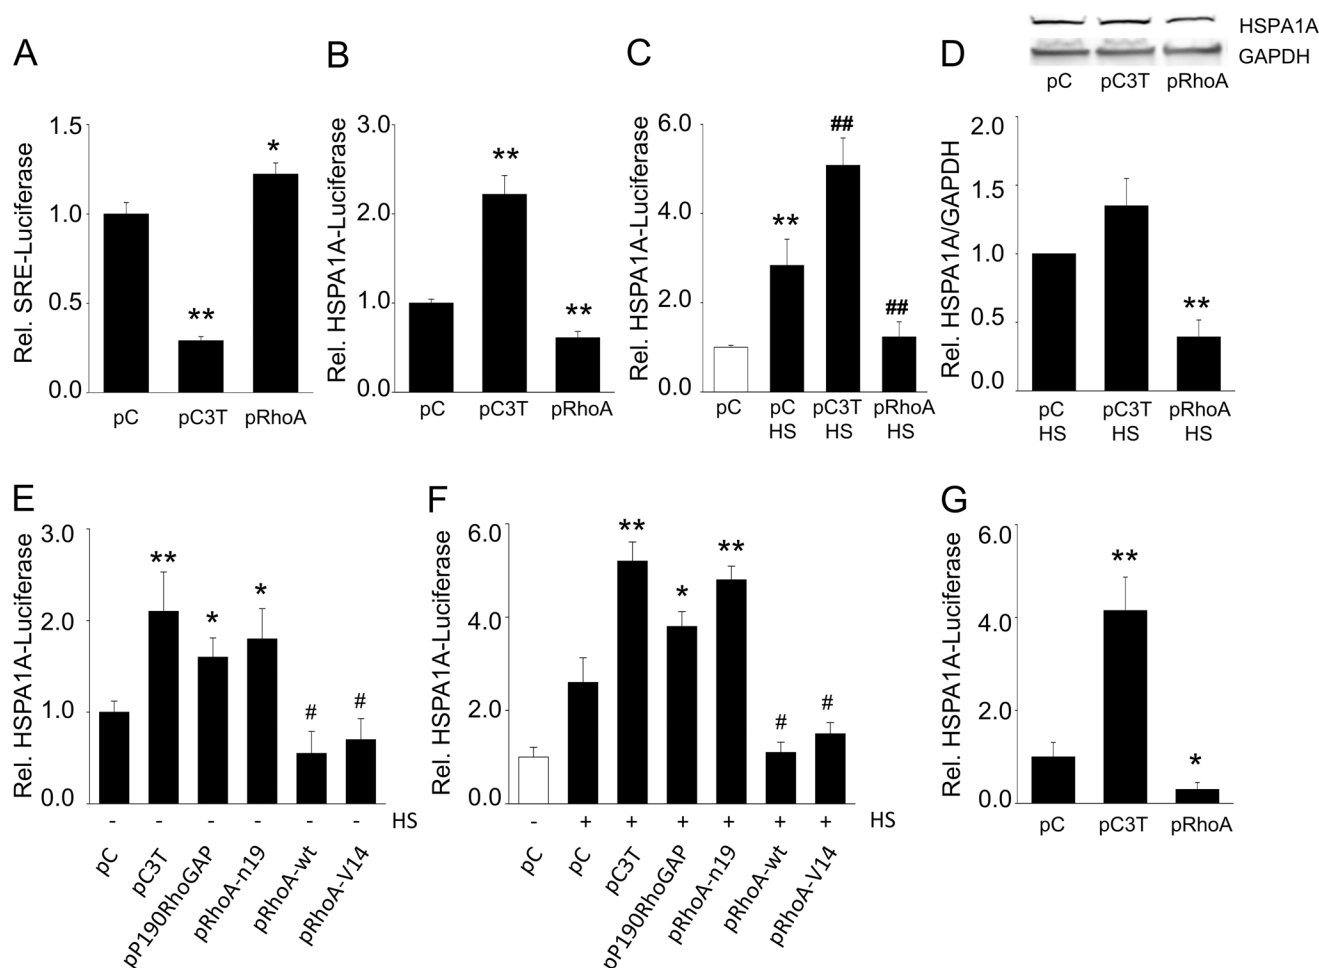 A
Rel. SRE-Luciferase
1.5
1.0
0.5
0.0
*
**
pC
pC3T
pRhoA
B
Rel. HSPA1A-Luciferase
3.0
2.0
1.0
0.0
**
**
pC
pC3T
pRhoA
C
Rel. HSPA1A-Luciferase
6.0
4.0
2.0
0.0
**
##
##
pC
pC
HS
pC3T
HS
pRhoA
HS
D
HSPA1A
GAPDH
pC
pC3T
pRhoA
Rel. HSPA1A/GAPDH
2.0
1.5
1.0
0.5
0.0
**
pC
HS
pC3T
HS
pRhoA
HS
E
Rel. HSPA1A-Luciferase
3.0
2.0
1.0
0.0
**
*
*
#
#
- - - - - - HS
pC
pC3T
pP190RhoGAP
pRhoA-n19
pRhoA-wt
pRhoA-V14
F
Rel. HSPA1A-Luciferase
6.0
4.0
2.0
0.0
**
*
**
#
#
- + + + + + + HS
pC
pC
pC3T
pP190RhoGAP
pRhoA-n19
pRhoA-wt
pRhoA-V14
G
Rel. HSPA1A-Luciferase
6.0
4.0
2.0
0.0
**
*
pC
pC3T
pRhoA